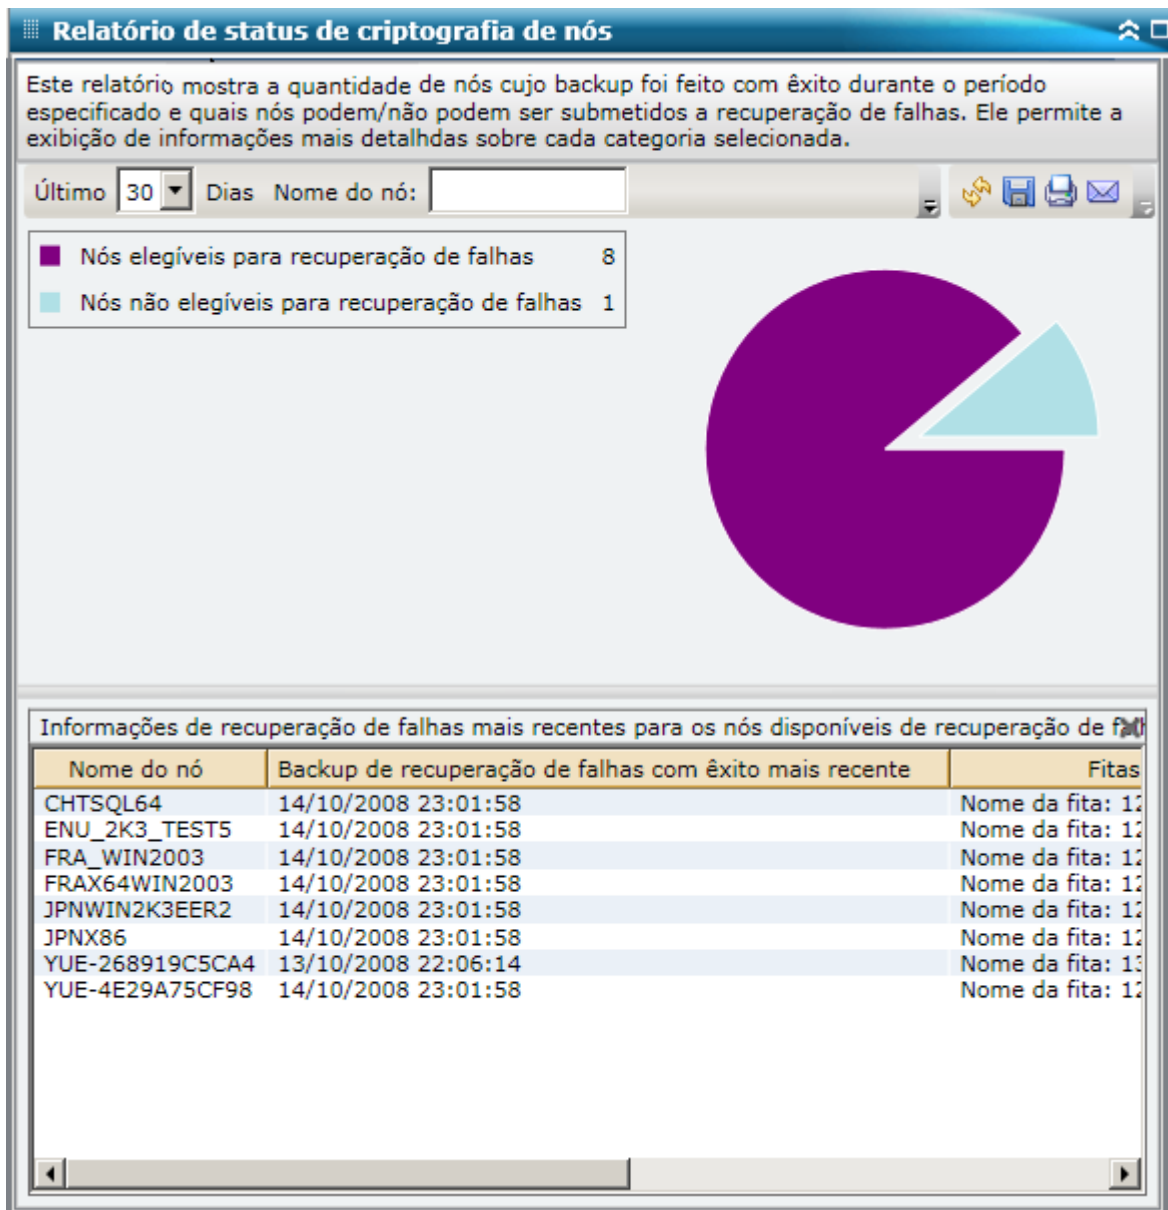 Relatório de status de criptografia de nós
Este relatório mostra a quantidade de nós cujo backup foi feito com êxito durante o período
especificado e quais nós podem/não podem ser submetidos a recuperação de falhas. Ele permite a
exibição de informações mais detalhdas sobre cada categoria selecionada.
Último 30 Dias Nome do nó:
Nós elegíveis para recuperação de falhas 8
Nós não elegíveis para recuperação de falhas 1
Informações de recuperação de falhas mais recentes para os nós disponíveis de recuperação de
Nome do nó Backup de recuperação de falhas com êxito mais recente Fitas
CHTSQL64 14/10/2008 23:01:58 Nome da fita: 12
ENU_2K3_TEST5 14/10/2008 23:01:58 Nome da fita: 12
FRA_WIN2003 14/10/2008 23:01:58 Nome da fita: 12
FRAX64WIN2003 14/10/2008 23:01:58 Nome da fita: 12
JPNWIN2K3EER2 14/10/2008 23:01:58 Nome da fita: 12
JPNX86 14/10/2008 23:01:58 Nome da fita: 12
YUE-268919C5CA4 13/10/2008 22:06:14 Nome da fita: 13
YUE-4E29A75CF98 14/10/2008 23:01:58 Nome da fita: 12